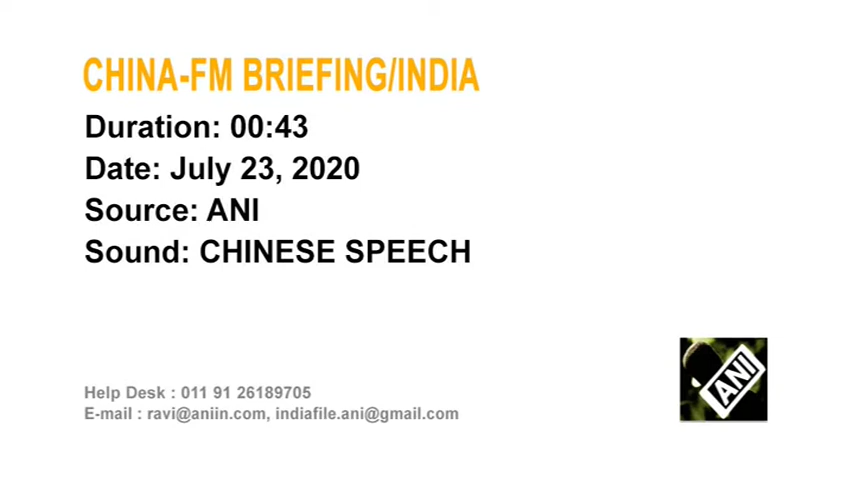 CHINA-FM BRIEFING/INDIA
Duration: 00:43
Date: July 23, 2020
Source: ANI
Sound: CHINESE SPEECH
Help Desk : 011 91 26189705
E-mail : ravi@aniin.com, indiafile.ani@gmail.com
ANI